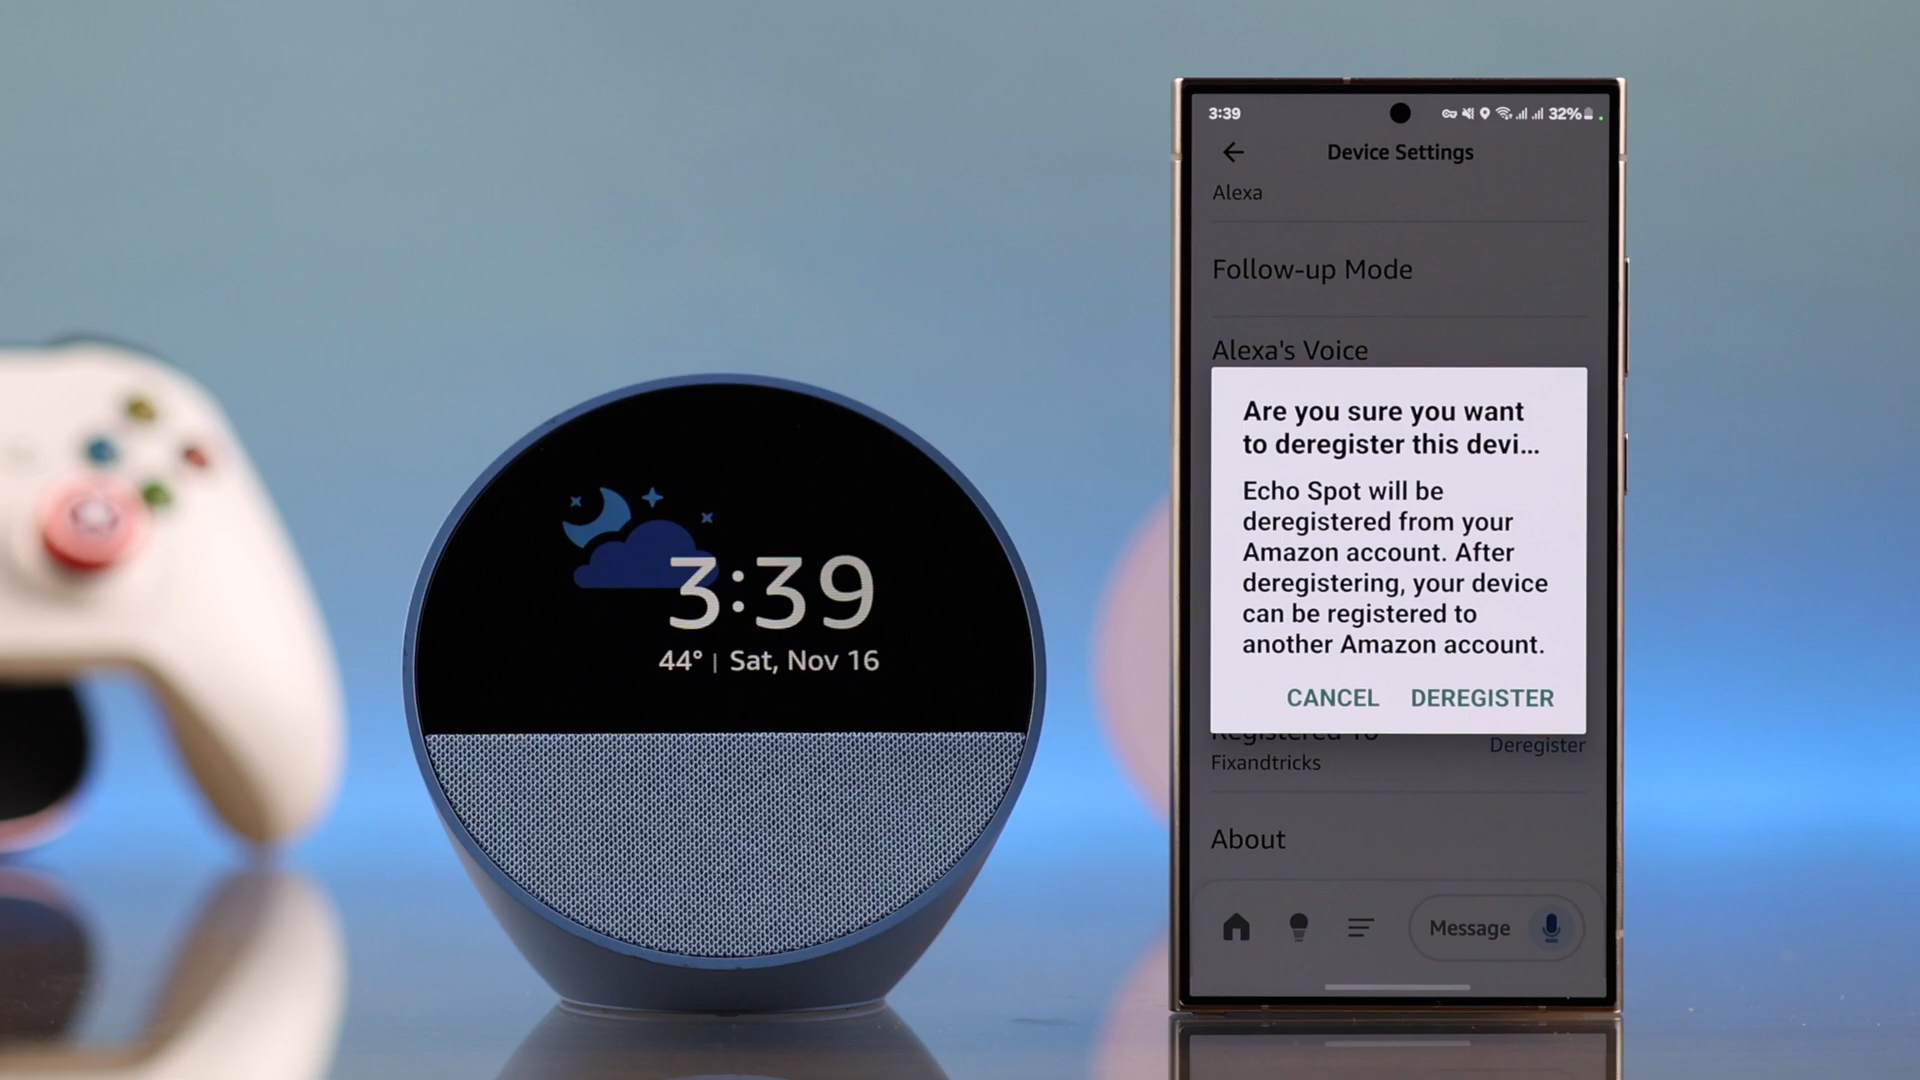 3:39
44° | Sat, Nov 16
3:39
32%
Device Settings
Alexa
Follow-up Mode
Alexa's Voice
Are you sure you want
to deregister this devi...
Echo Spot will be
deregistered from your
Amazon account. After
deregistering, your device
can be registered to
another Amazon account.
CANCEL DEREGISTER
Registered To
Deregister
Fixandtricks
About
Message